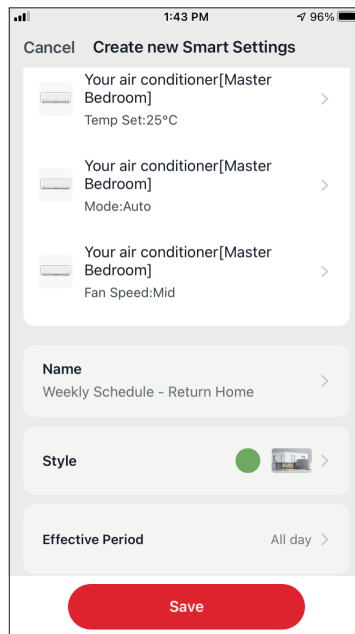 1:43 PM
96%
Cancel Create new Smart Settings
Your air conditioner[Master
Bedroom]
Temp Set:25°C
Your air conditioner[Master
Bedroom]
Mode:Auto
Your air conditioner[Master
Bedroom]
Fan Speed:Mid
Name
Weekly Schedule - Return Home
Style
Effective Period All day
Save